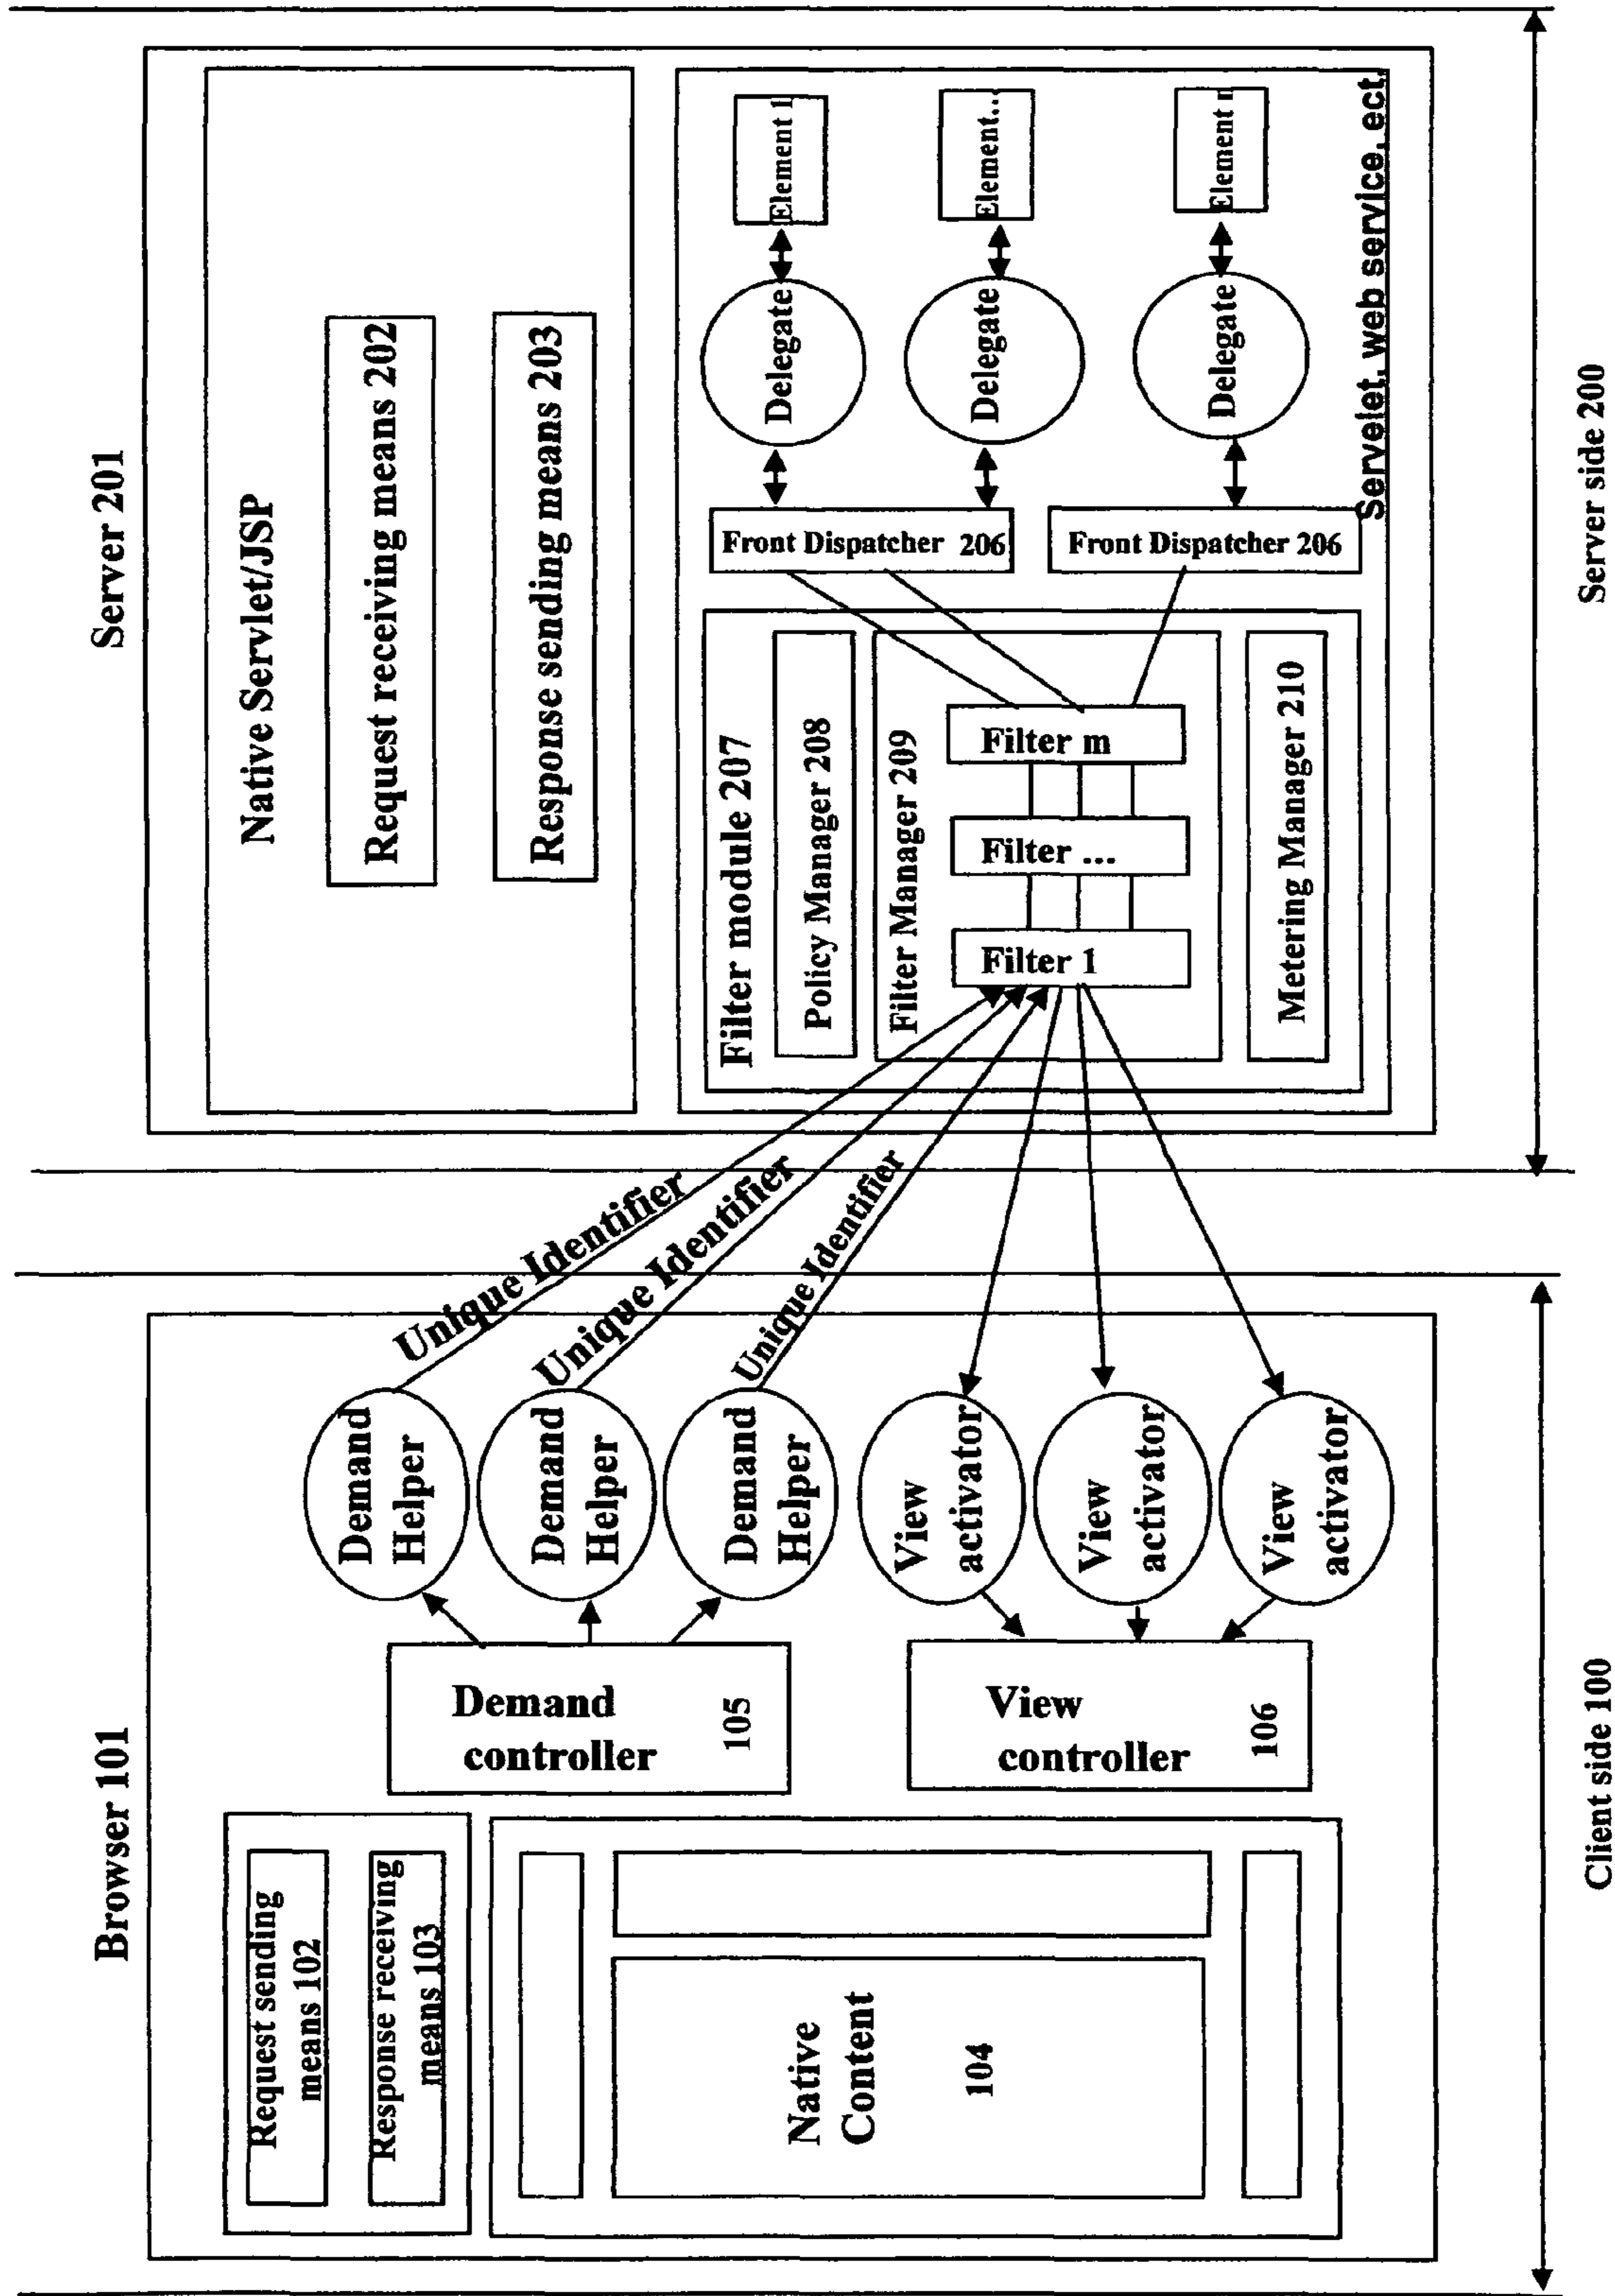 Browser 101
Request sending
means 102
Response receiving
means 103
Native
Content
104
Demand
controller
105
View
controller
106
Demand
Helper
Demand
Helper
Demand
Helper
View
activator
View
activator
View
activator
Unique Identifier
Unique Identifier
Unique Identifier
Client side 100
Server 201
Native Servlet/JSP
Request receiving means 202
Response sending means 203
Filter module 207
Policy Manager 208
Filter Manager 209
Filter 1
Filter ...
Filter m
Metering Manager 210
Front Dispatcher 206
Front Dispatcher 206
Delegate
Delegate
Delegate
Element 1
Element...
Element n
Servelet, web service, ect.
Server side 200